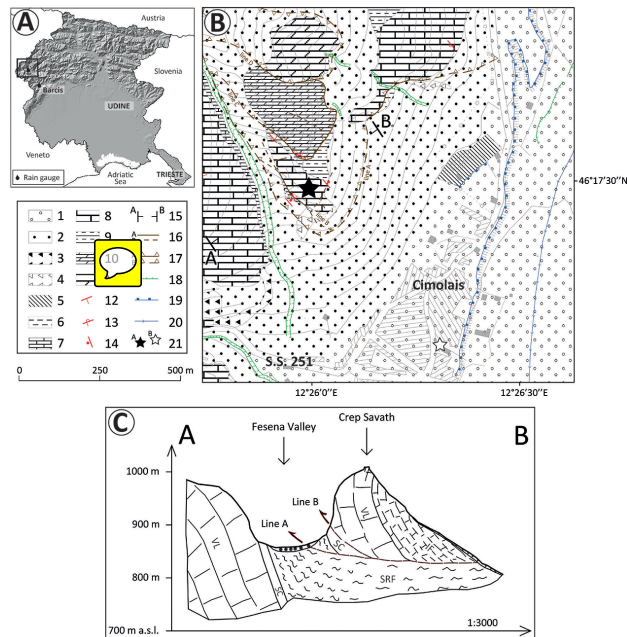 A
Austria
Slovenia
Barcis
UDINE
Veneto
Adriatic
Sea
TRIESTE
Rain gauge
1 8 A B 15
2 9 A 16
3 10 17
4 11 18
5 12 19
6 13 20
7 14 A B 21
0 250 500 m
B
B
A
Cimolais
S.S. 251
46°17'30"
12°26'0"E
12°26'30"E
C
A
B
Fesena Valley
Crep Savath
1000 m
900 m
800 m
700 m a.s.l.
Line A
Line B
VL
VL
SRF
1:3000